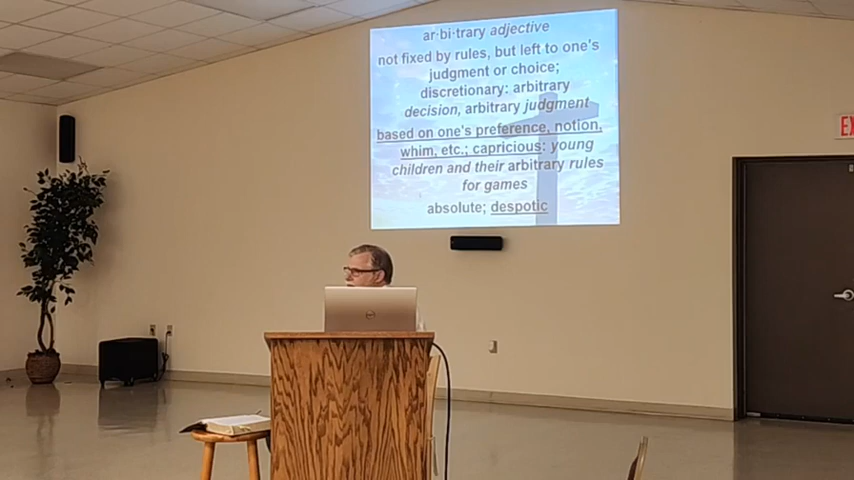 ar·bi·trary adjective
not fixed by rules, but left to one's
judgment or choice;
discretionary: arbitrary
decision, arbitrary judgment
based on one's preference, notion,
whim, etc.; capricious: young
children and their arbitrary rules
for games
absolute; despotic
DELL